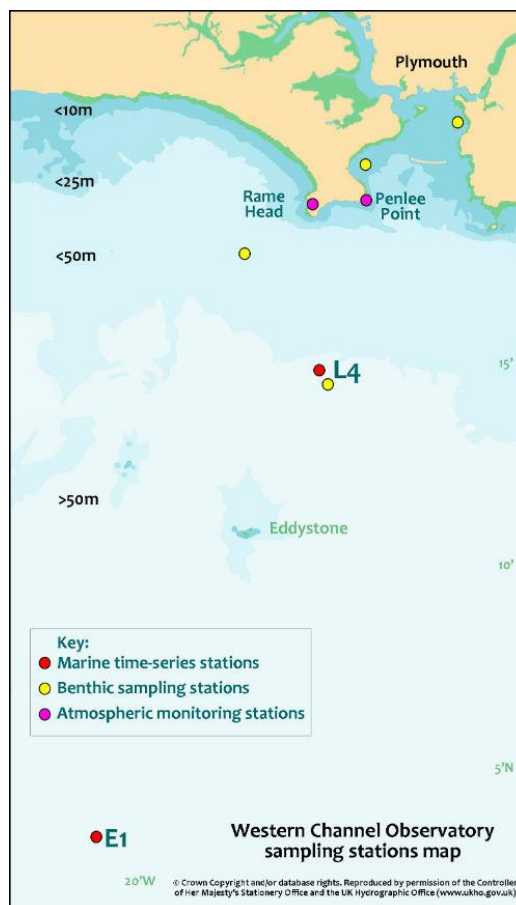 Plymouth
<10m
<25m
Rame
Head
Penlee
Point
<50m
15'
L4
>50m
Eddystone
10'
Key:
Marine time-series stations
Benthic sampling stations
Atmospheric monitoring stations
5'N
E1
Western Channel Observatory
sampling stations map
20'W
© Crown Copyright and/or database rights. Reproduced by permission of the Controller
of Her Majesty's Stationery Office and the UK Hydrographic Office (www.ukho.gov.uk)